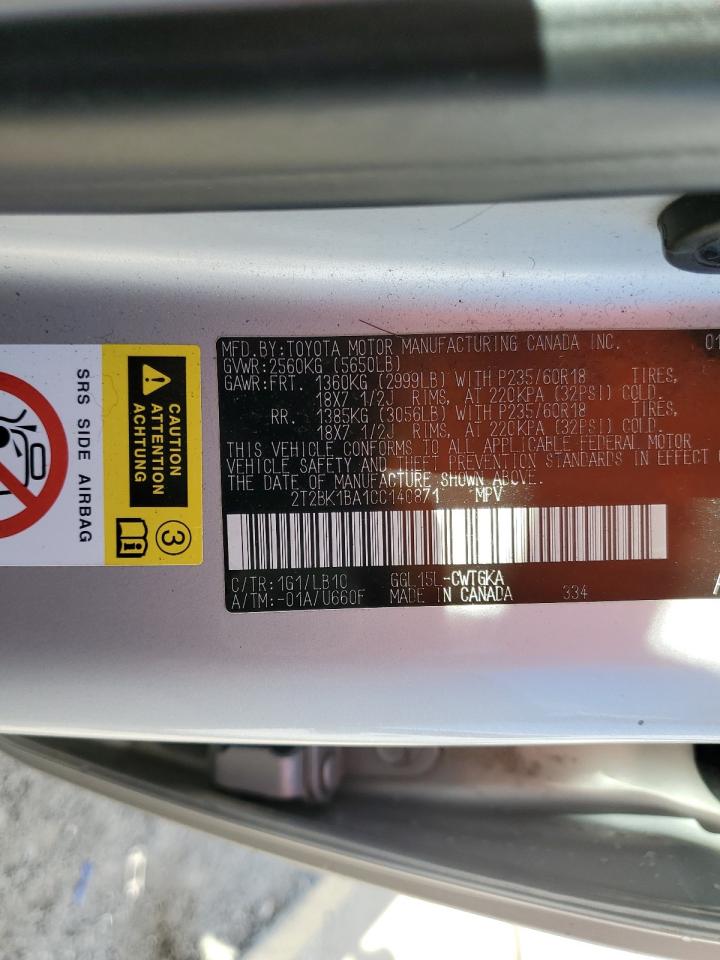 MFD.BY:TOYOTA MOTOR MANUFACTURING CANADA INC. 01
GVWR:2560KG (5650LB)
GAWR:FRT. 1360KG (2999LB) WITH P235/60R18 TIRES,
18X7 1/2J RIMS, AT 220KPA (32PSI) COLD.
RR. 1385KG (3056LB) WITH P235/60R18 TIRES,
18X7 1/2J RIMS, AT 220KPA (32PSI) COLD.
THIS VEHICLE CONFORMS TO ALL APPLICABLE FEDERAL MOTOR
VEHICLE SAFETY AND PREVENTION STANDARDS IN EFFECT
THE DATE OF MANUFACTURE SHOWN ABOVE.
2T2BK1BA1CC140871 MPV
C/TR:1G1/LB10 GGL15L-CWTGKA
A/TM:-01A/U660F MADE IN CANADA 334
CAUTION
ATTENTION
ACHTUNG
3
SRS SIDE AIRBAG